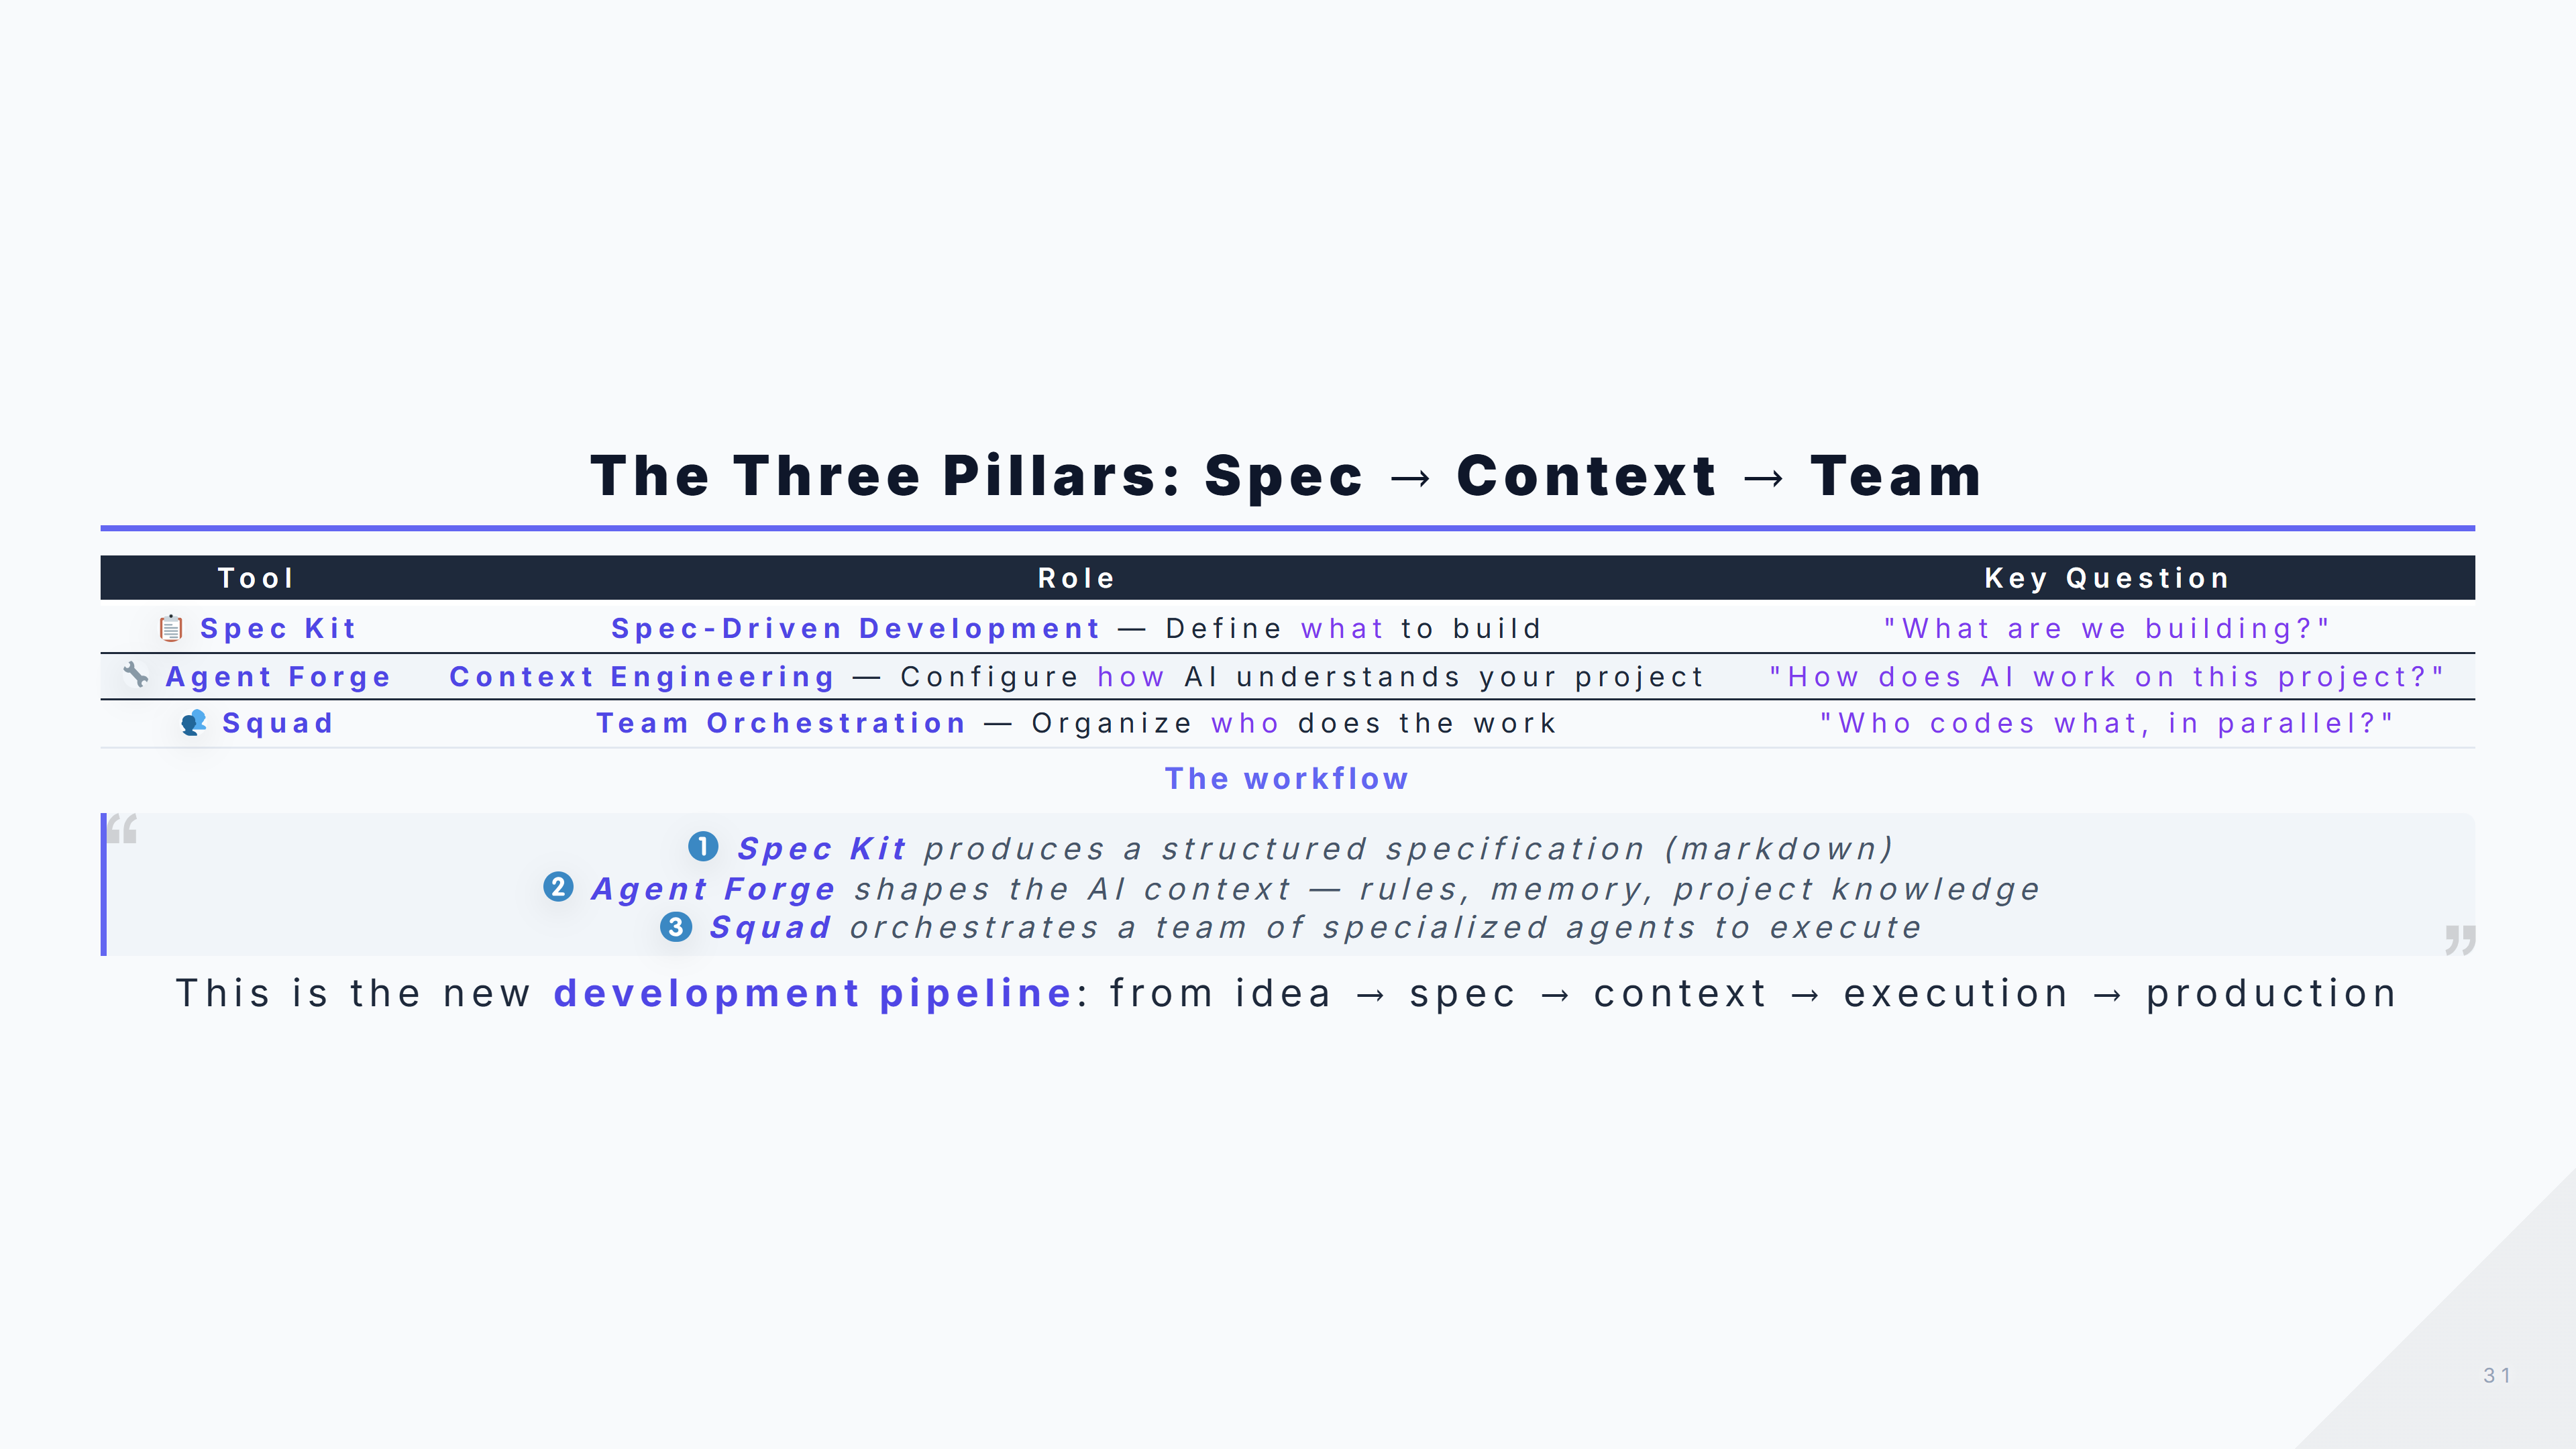 The Three Pillars: Spec → Context → Team
Tool Role Key Question
Spec Kit Spec-Driven Development — Define what to build "What are we building?"
Agent Forge Context Engineering — Configure how AI understands your project "How does AI work on this project?"
Squad Team Orchestration — Organize who does the work "Who codes what, in parallel?"
The workflow
“
1 Spec Kit produces a structured specification (markdown)
2 Agent Forge shapes the AI context — rules, memory, project knowledge
3 Squad orchestrates a team of specialized agents to execute
”
This is the new development pipeline: from idea → spec → context → execution → production
31